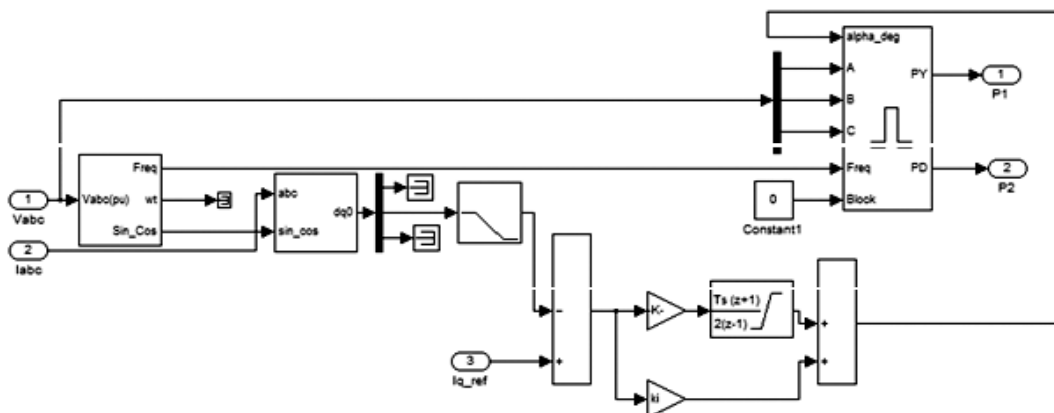 alpha_deg
A
B
C
Freq
Block
PY
PD
1
P1
2
P2
0
Constant1
1
Vabc
2
Iabc
Vabc(pu)
Freq
wt
Sin_Cos
abc
sin_cos
dq0
3
Iq_ref
−
+
K-
ki
Ts (z+1)
2(z-1)
+
+